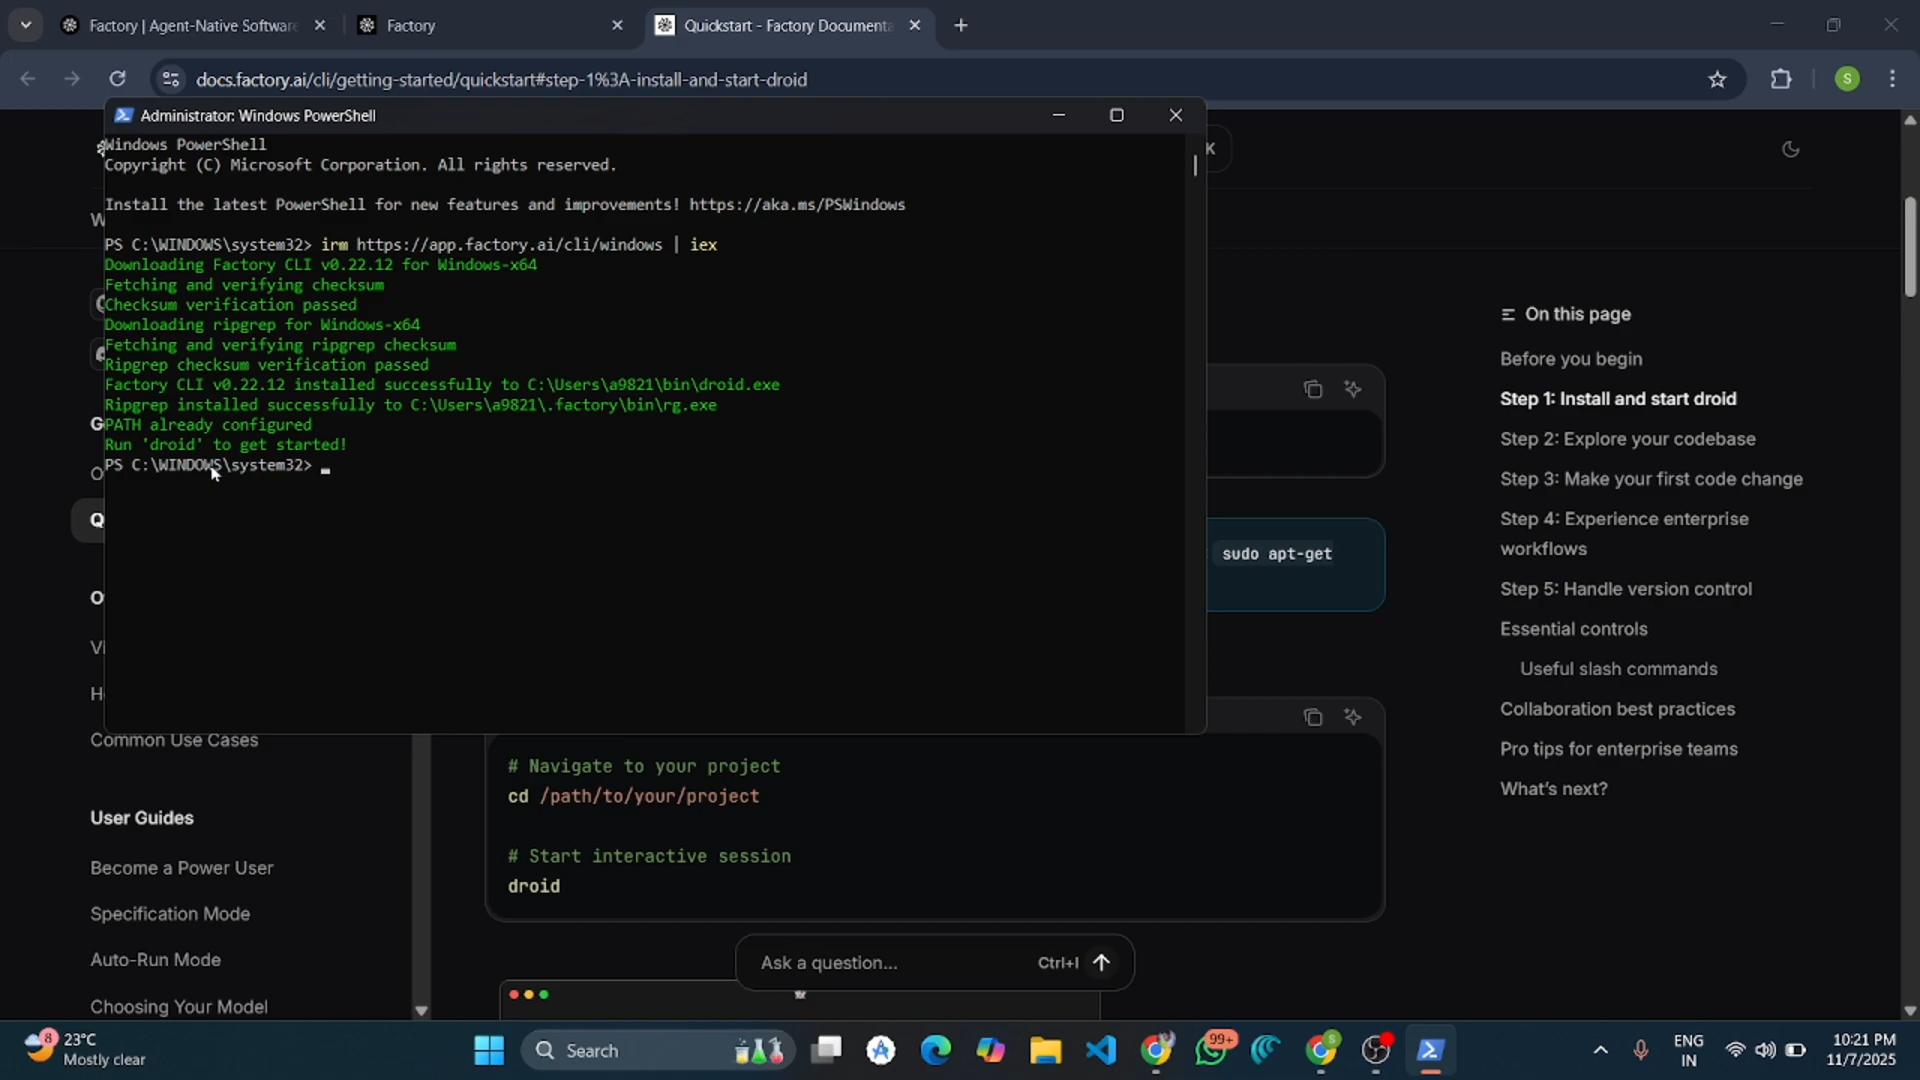 Factory | Agent-Native Software
Factory
Quickstart - Factory Documenta
docs.factory.ai/cli/getting-started/quickstart#step-1%3A-install-and-start-droid
S
Administrator: Windows PowerShell
Windows PowerShell
Copyright (C) Microsoft Corporation. All rights reserved.
Install the latest PowerShell for new features and improvements! https://aka.ms/PSWindows
PS C:\WINDOWS\system32> irm https://app.factory.ai/cli/windows | iex
Downloading Factory CLI v0.22.12 for Windows-x64
Fetching and verifying checksum
Checksum verification passed
Downloading ripgrep for Windows-x64
Fetching and verifying ripgrep checksum
Ripgrep checksum verification passed
Factory CLI v0.22.12 installed successfully to C:\Users\a9821\bin\droid.exe
Ripgrep installed successfully to C:\Users\a9821\.factory\bin\rg.exe
PATH already configured
Run 'droid' to get started!
PS C:\WINDOWS\system32>
K
sudo apt-get
On this page
Before you begin
Step 1: Install and start droid
Step 2: Explore your codebase
Step 3: Make your first code change
Step 4: Experience enterprise
workflows
Step 5: Handle version control
Essential controls
Useful slash commands
Collaboration best practices
Pro tips for enterprise teams
What's next?
Common Use Cases
User Guides
Become a Power User
Specification Mode
Auto-Run Mode
Choosing Your Model
# Navigate to your project
cd /path/to/your/project
# Start interactive session
droid
Ask a question...
Ctrl+I
8
23°C
Mostly clear
Search
99+
S
ENG
IN
10:21 PM
11/7/2025